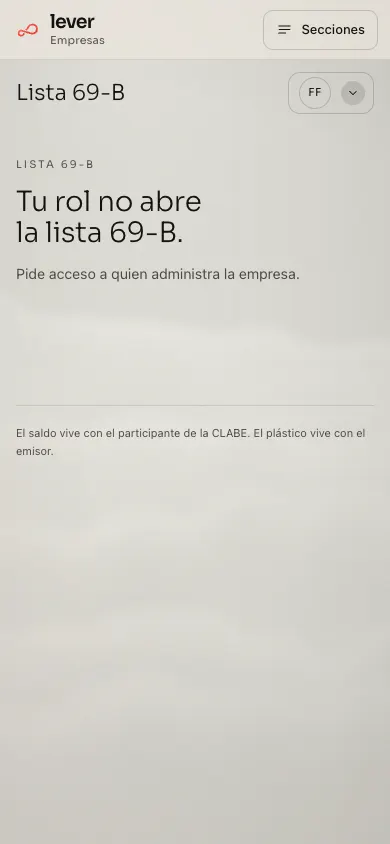 lever
Empresas
Secciones
Lista 69-B
FF
LISTA 69-B
Tu rol no abre
la lista 69-B.
Pide acceso a quien administra la empresa.
El saldo vive con el participante de la CLABE. El plástico vive con el
emisor.